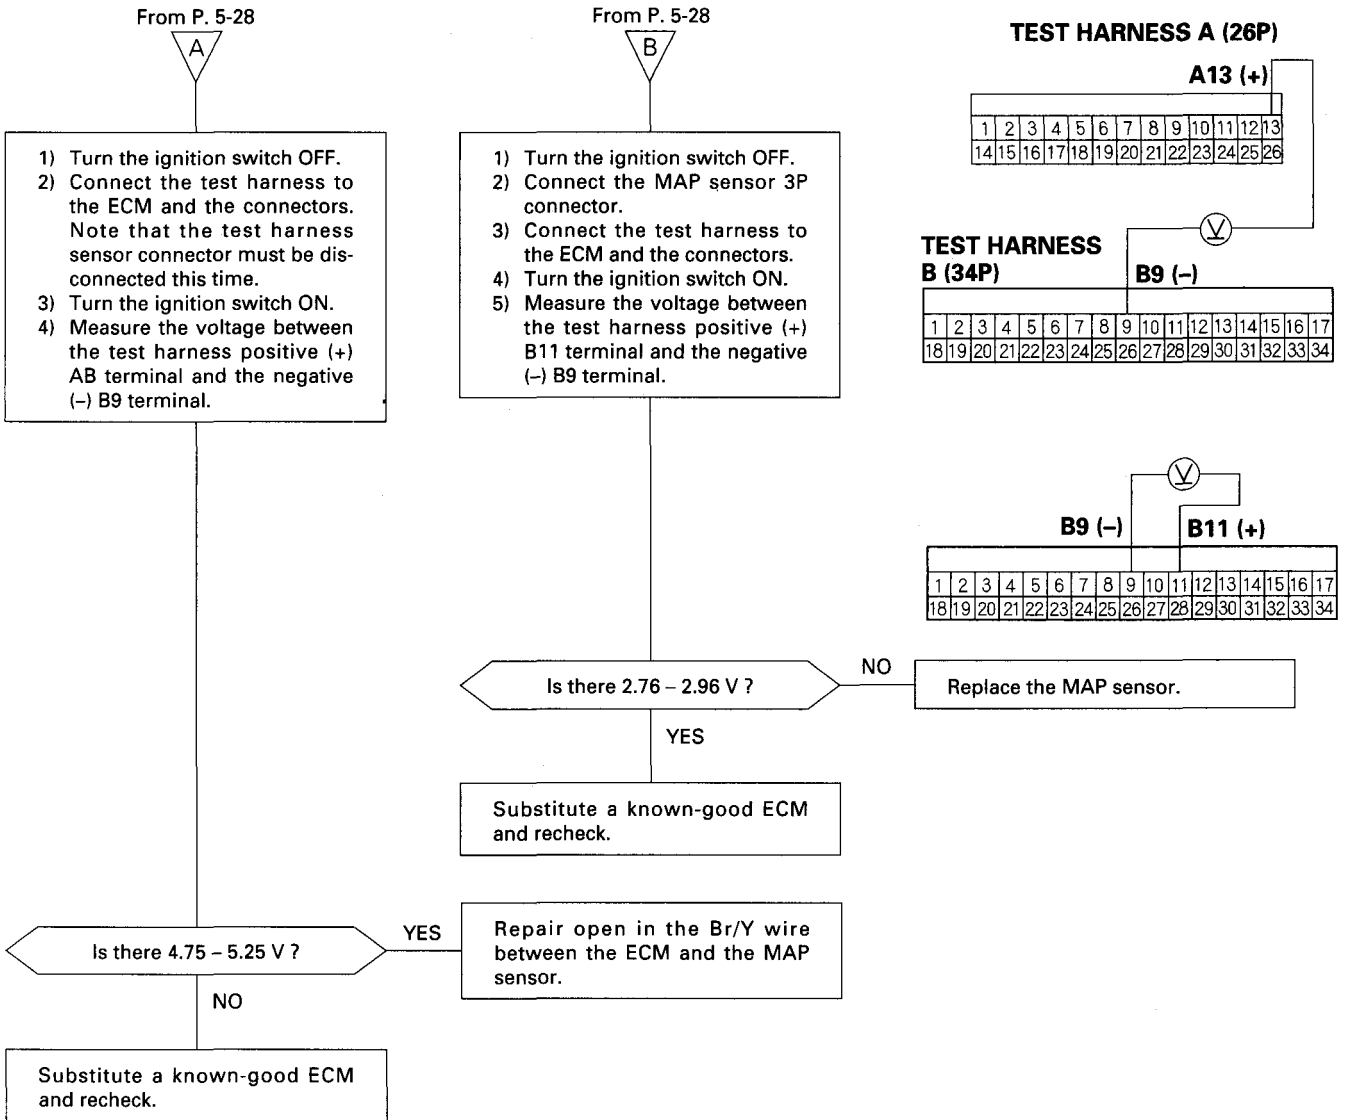 From P. 5-28
A
1) Turn the ignition switch OFF.
2) Connect the test harness to
the ECM and the connectors.
Note that the test harness
sensor connector must be dis-
connected this time.
3) Turn the ignition switch ON.
4) Measure the voltage between
the test harness positive (+)
AB terminal and the negative
(–) B9 terminal.
From P. 5-28
B
1) Turn the ignition switch OFF.
2) Connect the MAP sensor 3P
connector.
3) Connect the test harness to
the ECM and the connectors.
4) Turn the ignition switch ON.
5) Measure the voltage between
the test harness positive (+)
B11 terminal and the negative
(–) B9 terminal.
TEST HARNESS A (26P)
A13 (+)
1 2 3 4 5 6 7 8 9 10 11 12 13
14 15 16 17 18 19 20 21 22 23 24 25 26
V
TEST HARNESS
B (34P)
B9 (–)
1 2 3 4 5 6 7 8 9 10 11 12 13 14 15 16 17
18 19 20 21 22 23 24 25 26 27 28 29 30 31 32 33 34
V
B9 (–) B11 (+)
1 2 3 4 5 6 7 8 9 10 11 12 13 14 15 16 17
18 19 20 21 22 23 24 25 26 27 28 29 30 31 32 33 34
Is there 2.76 – 2.96 V ?
NO
Replace the MAP sensor.
YES
Substitute a known-good ECM
and recheck.
Is there 4.75 – 5.25 V ?
YES
Repair open in the Br/Y wire
between the ECM and the MAP
sensor.
NO
Substitute a known-good ECM
and recheck.